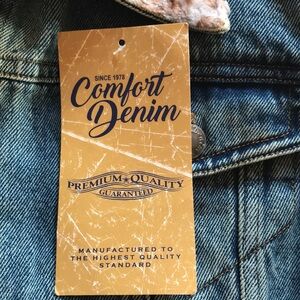 SINCE 1978
Comfort
Denim
PREMIUM★QUALITY
GUARANTEED
MANUFACTURED TO
THE HIGHEST QUALITY
STANDARD